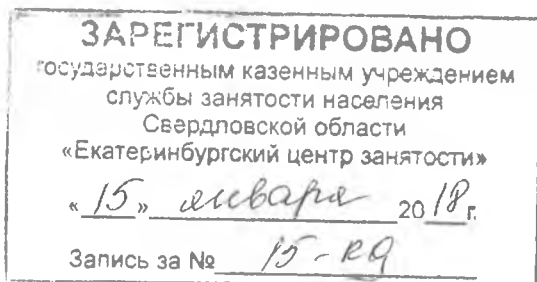 ЗАРЕГИСТРИРОВАНО
государственным казенным учреждением
службы занятости населения
Свердловской области
«Екатеринбургский центр занятости»
«15» января 2018 г.
Запись за № 15-КД